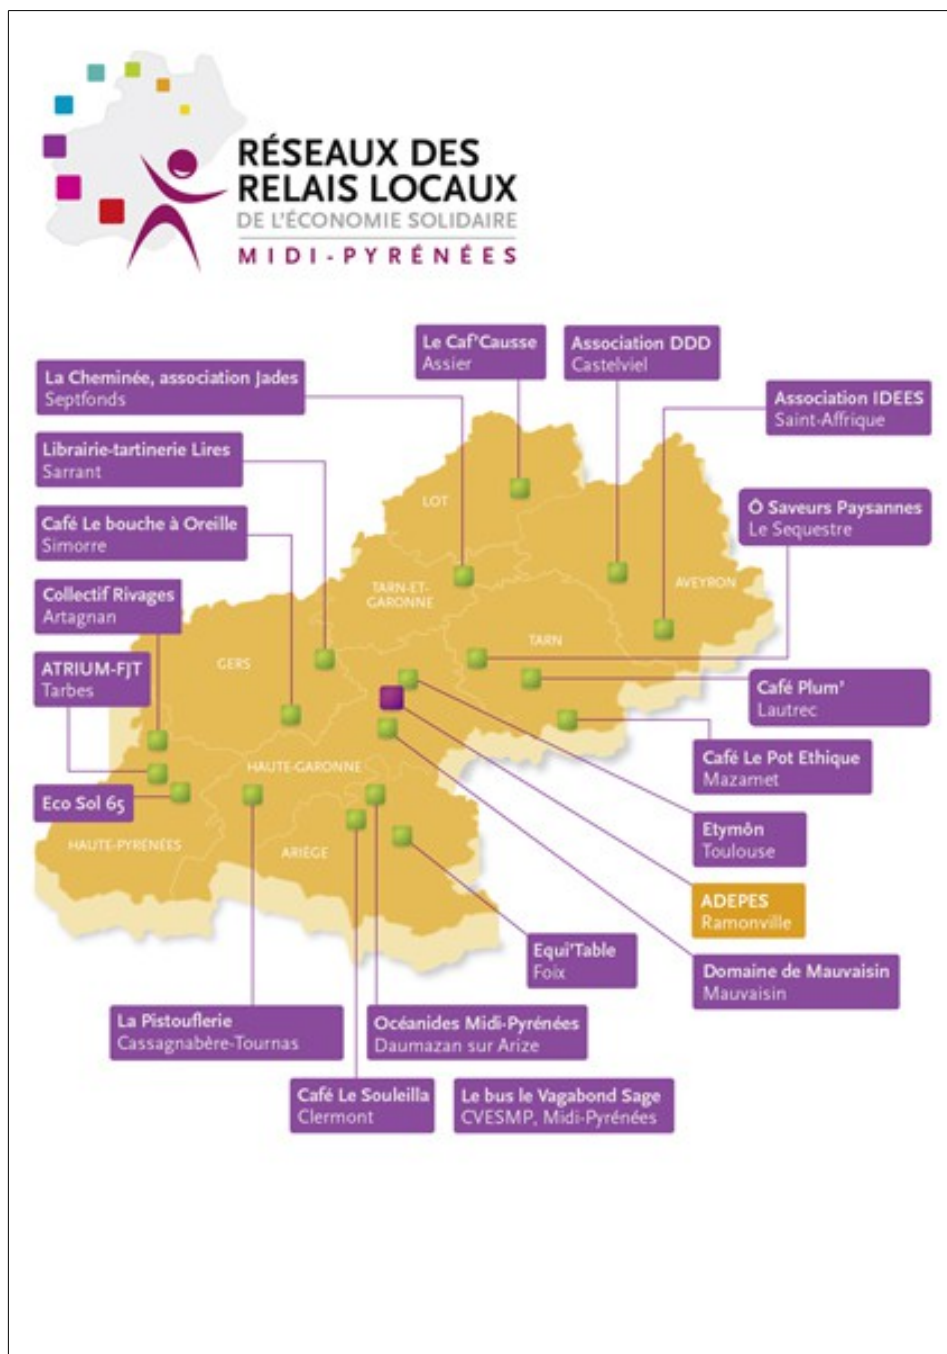 RÉSEAUX DES
RELAIS LOCAUX
DE L'ÉCONOMIE SOLIDAIRE
MIDI-PYRÉNÉES
Le Caf'Causse
Assier
Association DDD
Castelviel
La Cheminée, association Jades
Septfonds
Association IDEES
Saint-Affrique
Librairie-tartinerie Lires
Sarrant
Ô Saveurs Paysannes
Le Sequestre
Café Le bouche à Oreille
Simorre
Collectif Rivages
Artagnan
ATRIUM-FJT
Tarbes
Eco Sol 65
LOT
TARN-ET-
GARONNE
AVEYRON
TARN
GERS
HAUTE-GARONNE
HAUTE-PYRÉNÉES
ARIÈGE
Café Plum'
Lautrec
Café Le Pot Ethique
Mazamet
Etymôn
Toulouse
ADEPES
Ramonville
Domaine de Mauvaisin
Mauvaisin
Equi'Table
Foix
La Pistouflerie
Cassagnabère-Tournas
Océanides Midi-Pyrénées
Daumazan sur Arize
Café Le Souleilla
Clermont
Le bus le Vagabond Sage
CVESMP, Midi-Pyrénées